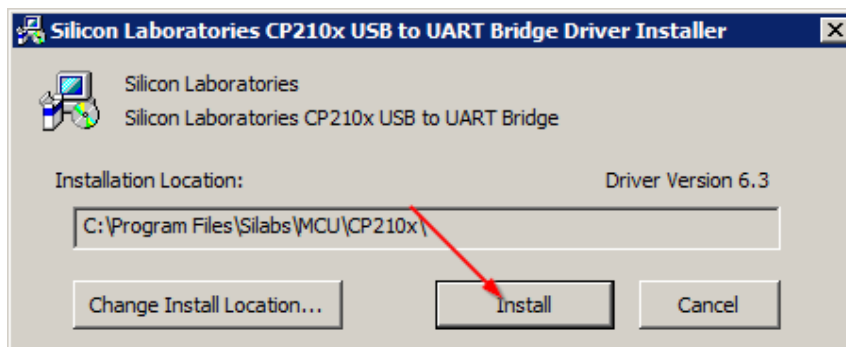 Silicon Laboratories CP210x USB to UART Bridge Driver Installer
Silicon Laboratories
Silicon Laboratories CP210x USB to UART Bridge
Installation Location: Driver Version 6.3
C:\Program Files\Silabs\MCU\CP210x\
Change Install Location... Install Cancel